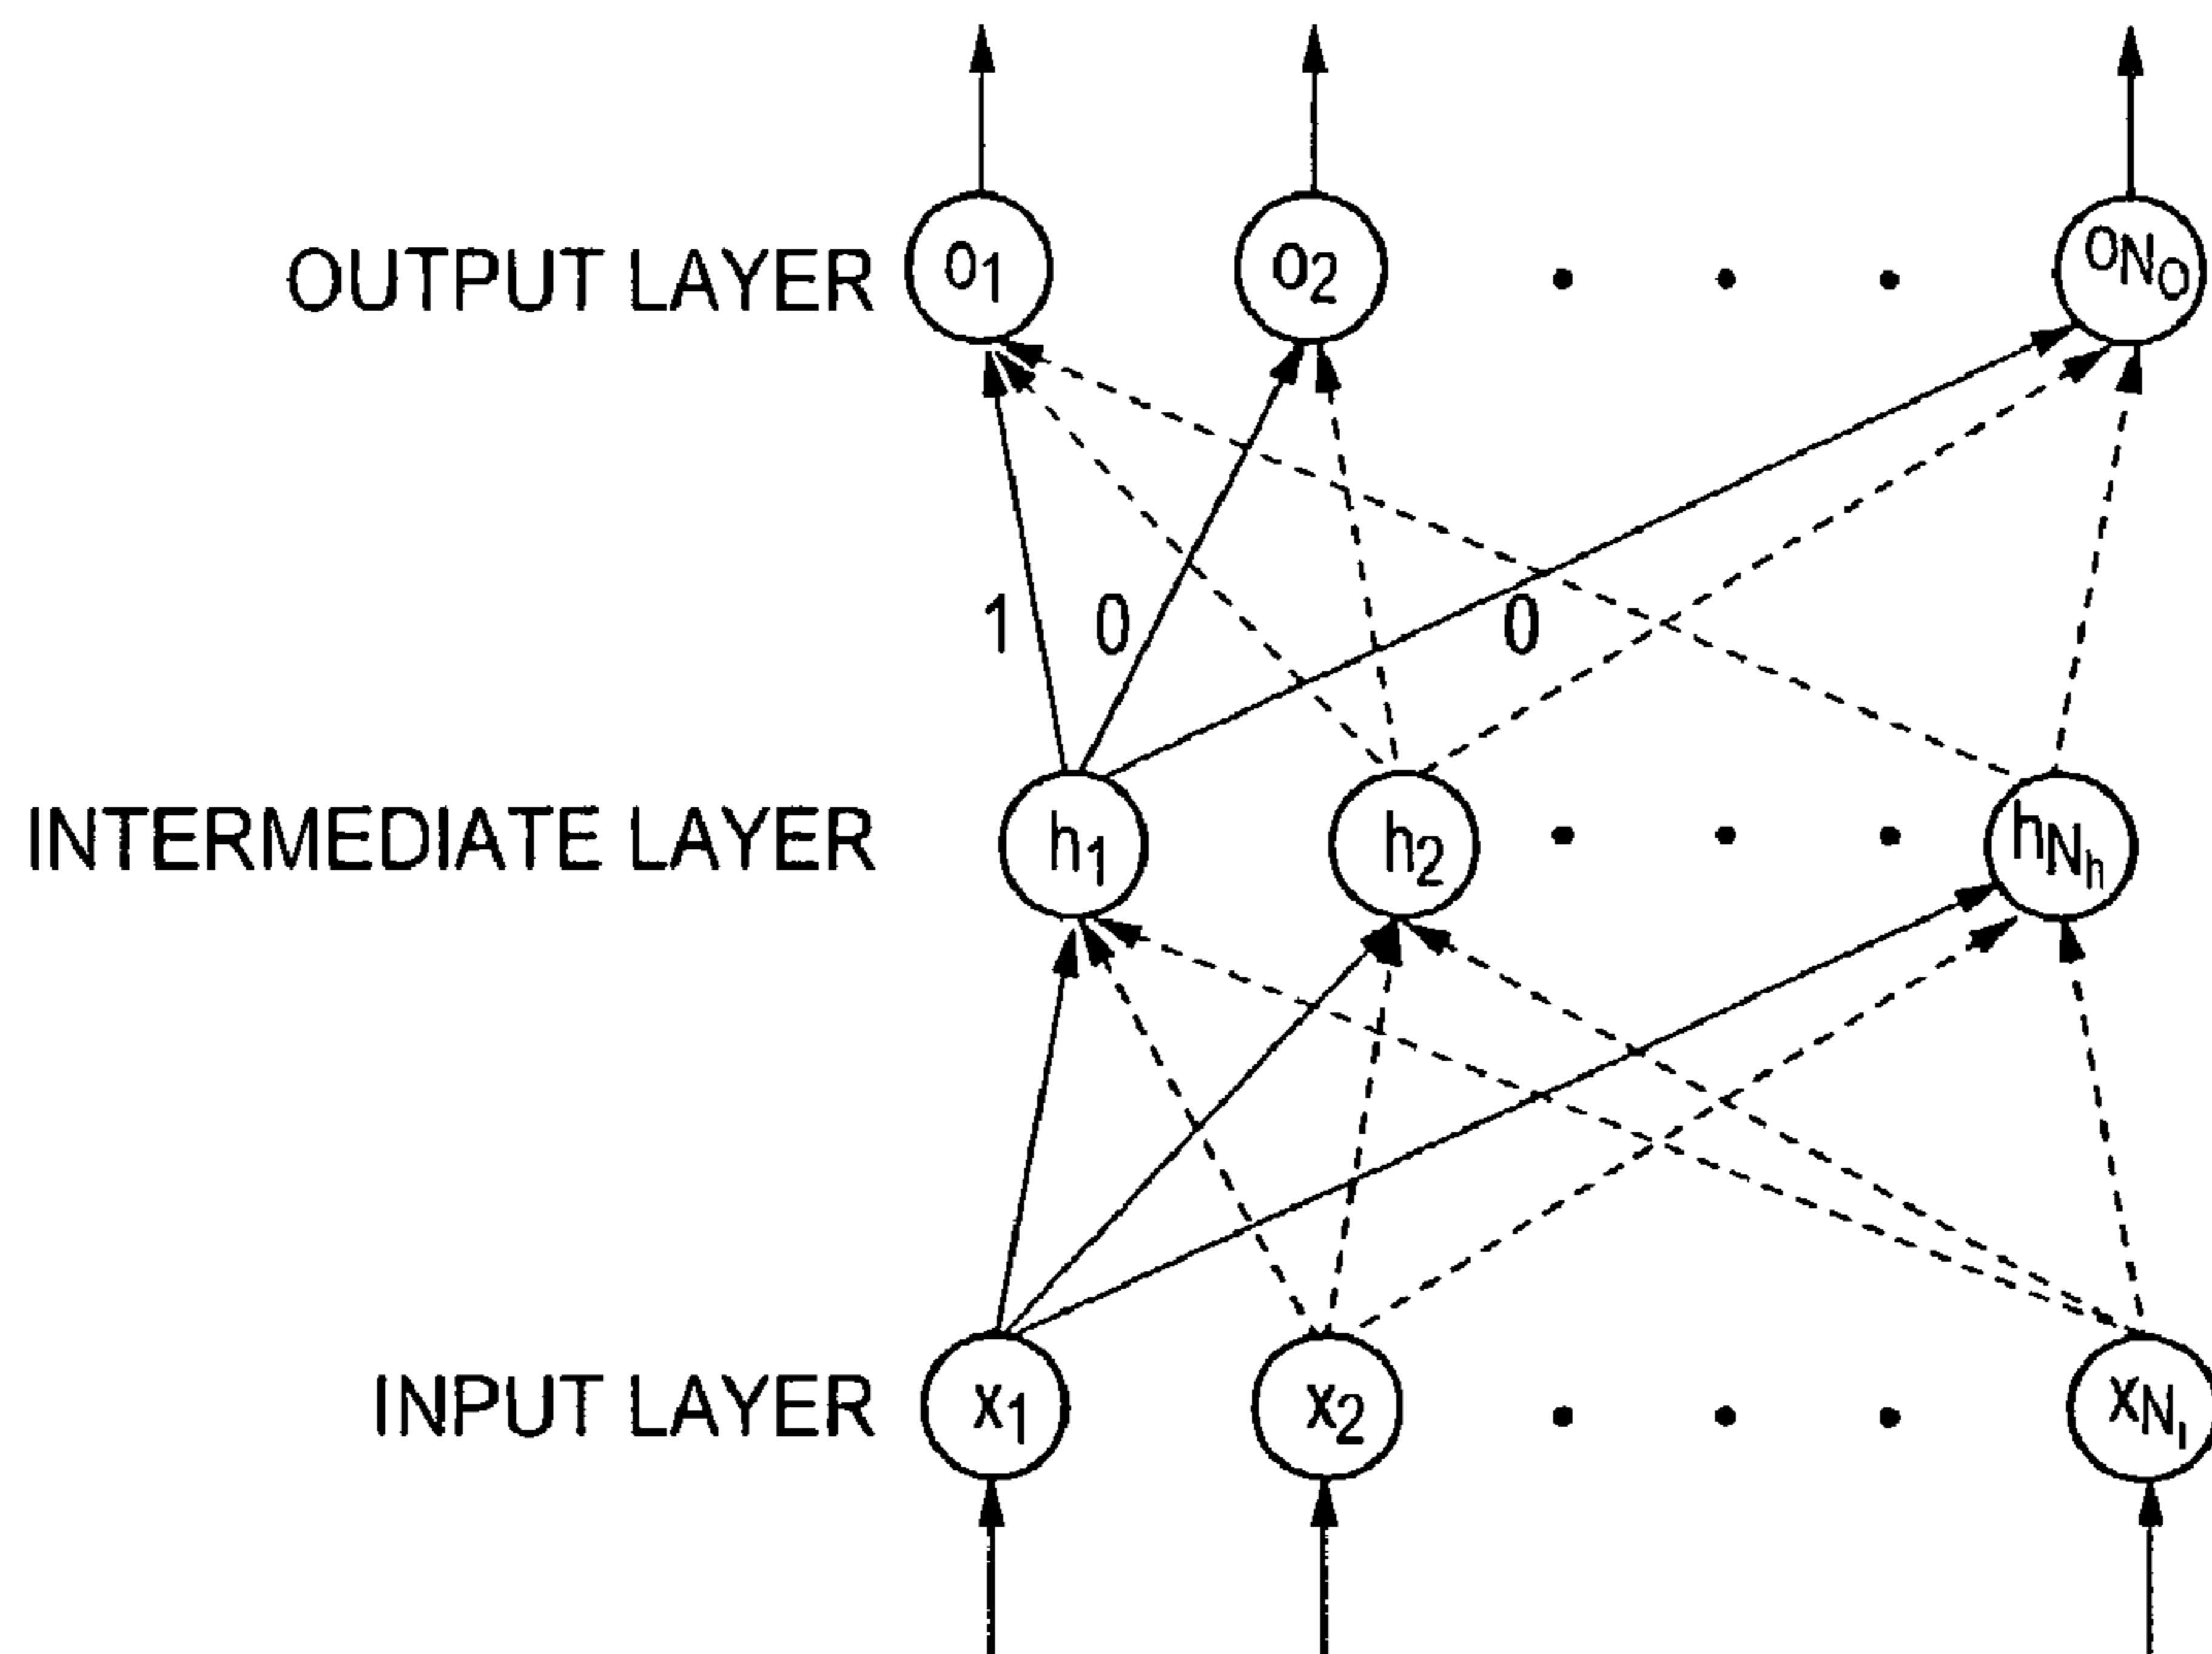 OUTPUT LAYER o1 o2 . . . oNO
1 0 0
INTERMEDIATE LAYER h1 h2 . . . hNh
INPUT LAYER x1 x2 . . . xNI